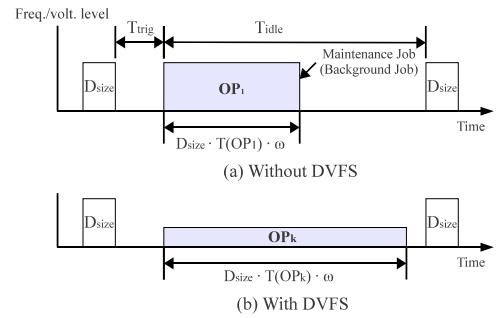 Freq./volt. level
Ttrig
Tidle
Maintenance Job
(Background Job)
Dsize
OP1
Dsize
Time
Dsize · T(OP1) · ω
(a) Without DVFS
Dsize
OPk
Dsize
Time
Dsize · T(OPk) · ω
(b) With DVFS